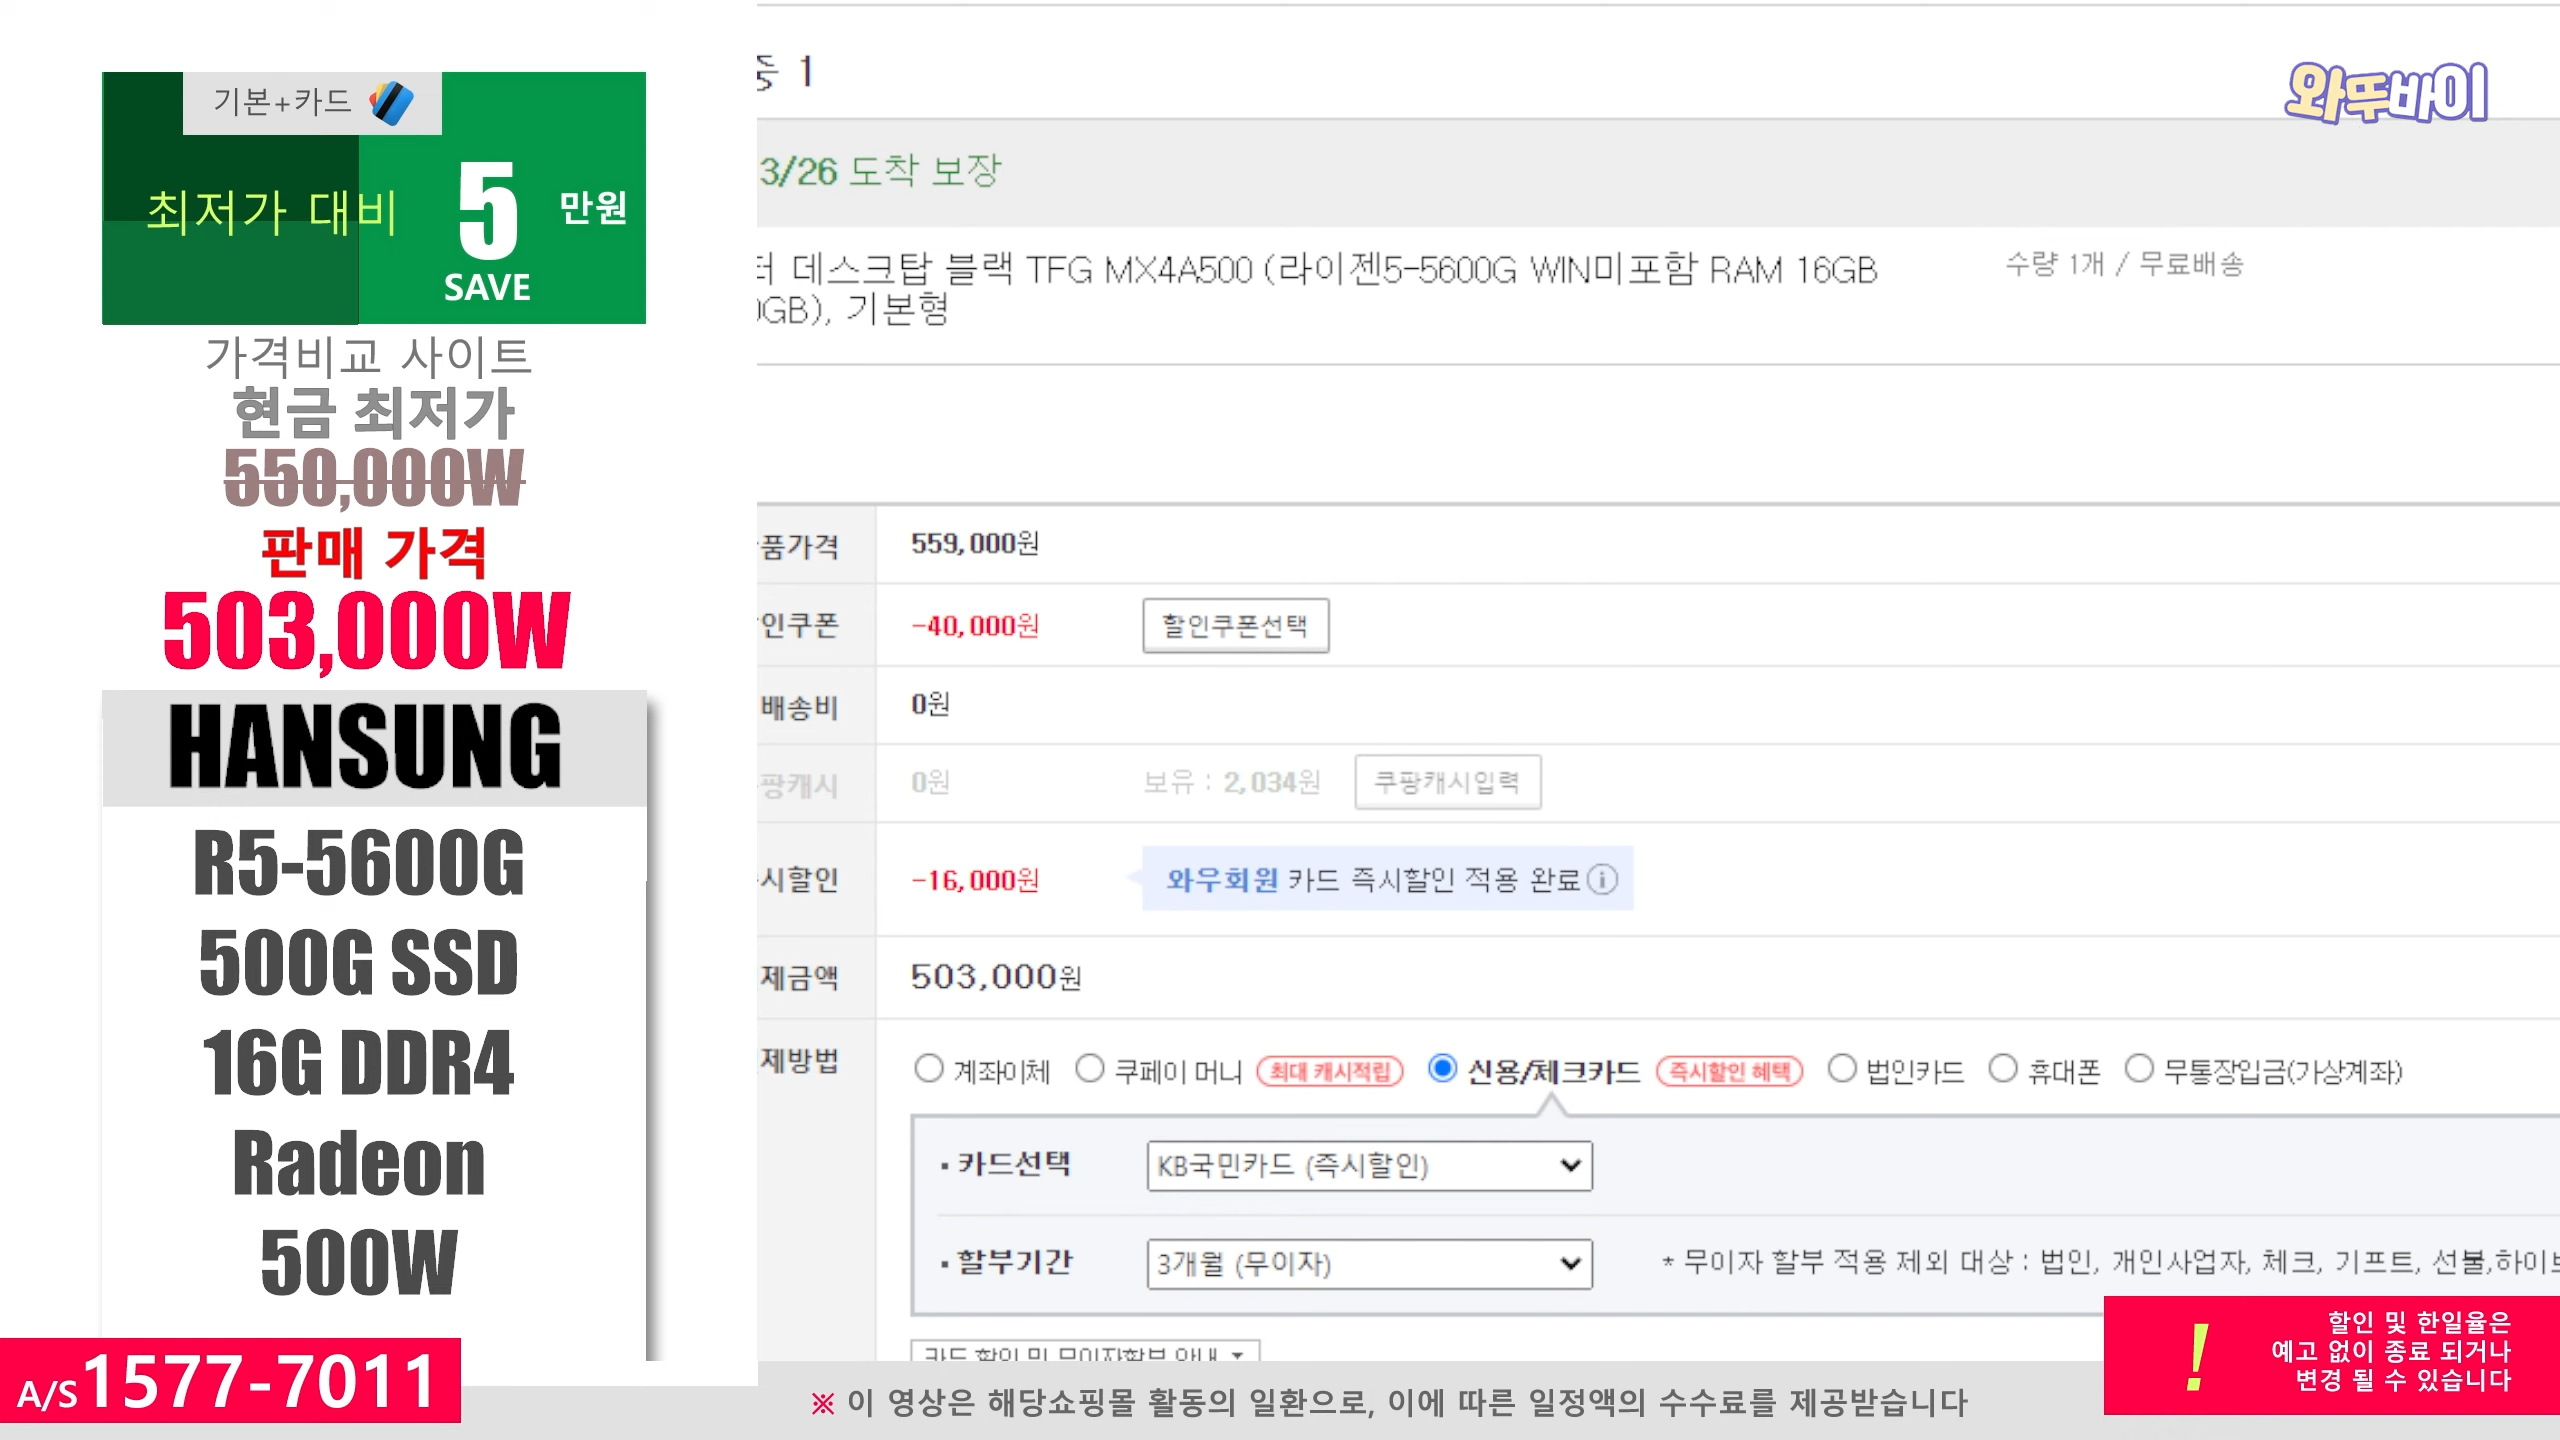 기본+카드
최저가 대비 5 만원
SAVE
가격비교 사이트
현금 최저가
550,000W
판매 가격
503,000W
HANSUNG
R5-5600G
500G SSD
16G DDR4
Radeon
500W
A/S 1577-7011
1
와뚜바이
3/26 도착 보장
데스크탑 블랙 TFG MX4A500 (라이젠5-5600G WIN미포함 RAM 16GB
수량 1개 / 무료배송
GB), 기본형
품가격 559,000원
인쿠폰 -40,000원 할인쿠폰선택
배송비 0원
팡캐시 0원 보유 : 2,034원 쿠팡캐시입력
시할인 -16,000원 와우회원 카드 즉시할인 적용 완료
제금액 503,000원
제방법 계좌이체 쿠페이 머니 최대 캐시적립 신용/체크카드 즉시할인 혜택 법인카드 휴대폰 무통장입금(가상계좌)
카드선택 KB국민카드 (즉시할인)
할부기간 3개월 (무이자) * 무이자 할부 적용 제외 대상 : 법인, 개인사업자, 체크, 기프트, 선불,하이브
카드 할인 및 무이자할부 안내
※ 이 영상은 해당쇼핑몰 활동의 일환으로, 이에 따른 일정액의 수수료를 제공받습니다
! 할인 및 한일율은
예고 없이 종료 되거나
변경 될 수 있습니다